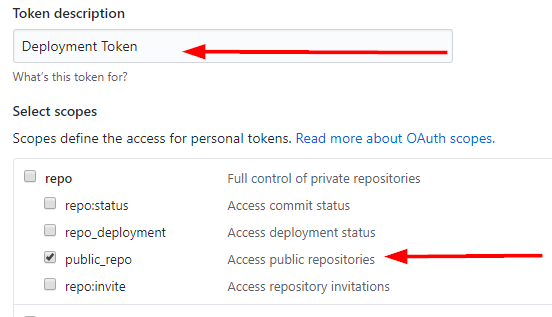 Token description
Deployment Token
What's this token for?
Select scopes
Scopes define the access for personal tokens. Read more about OAuth scopes.
repo Full control of private repositories
repo:status Access commit status
repo_deployment Access deployment status
public_repo Access public repositories
repo:invite Access repository invitations